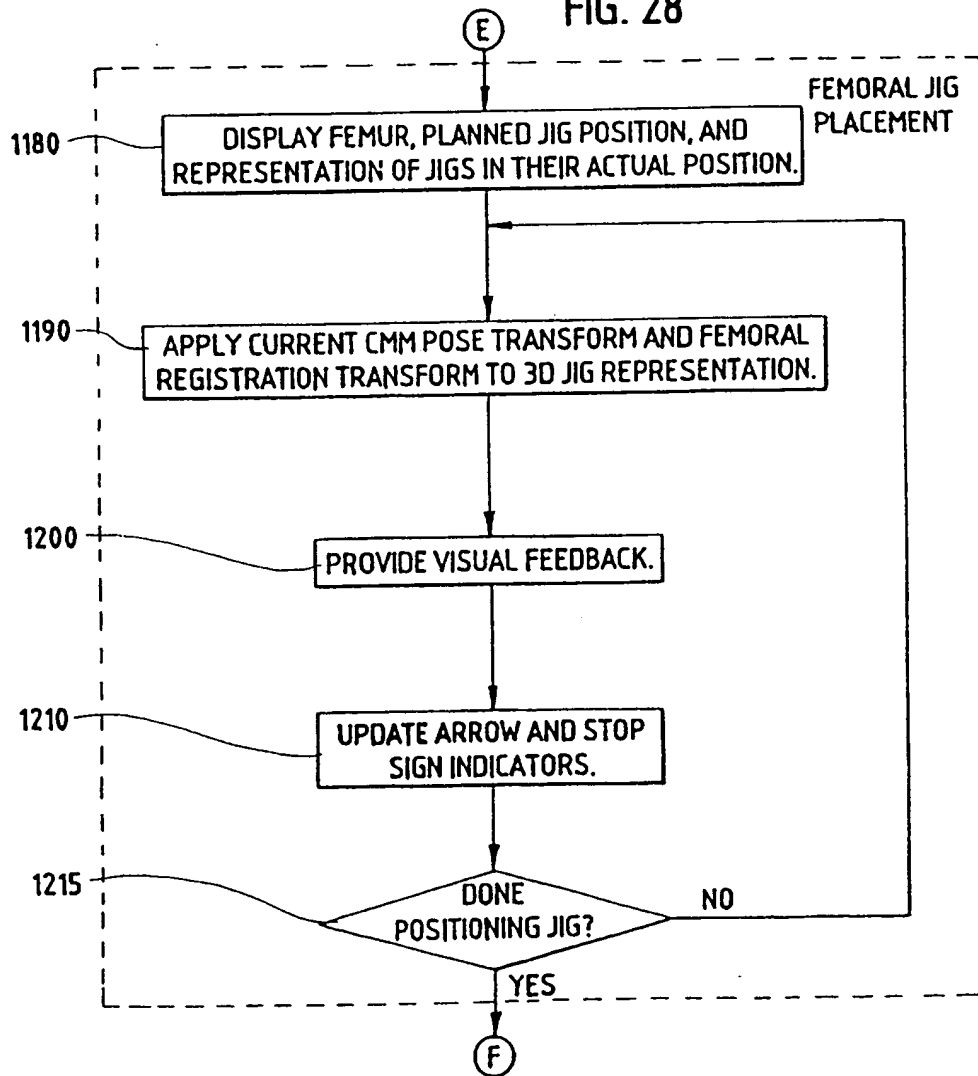 FIG. 28
E
FEMORAL JIG
PLACEMENT
1180
DISPLAY FEMUR, PLANNED JIG POSITION, AND
REPRESENTATION OF JIGS IN THEIR ACTUAL POSITION.
1190
APPLY CURRENT CMM POSE TRANSFORM AND FEMORAL
REGISTRATION TRANSFORM TO 3D JIG REPRESENTATION.
1200
PROVIDE VISUAL FEEDBACK.
1210
UPDATE ARROW AND STOP
SIGN INDICATORS.
1215
DONE
POSITIONING JIG?
NO
YES
F